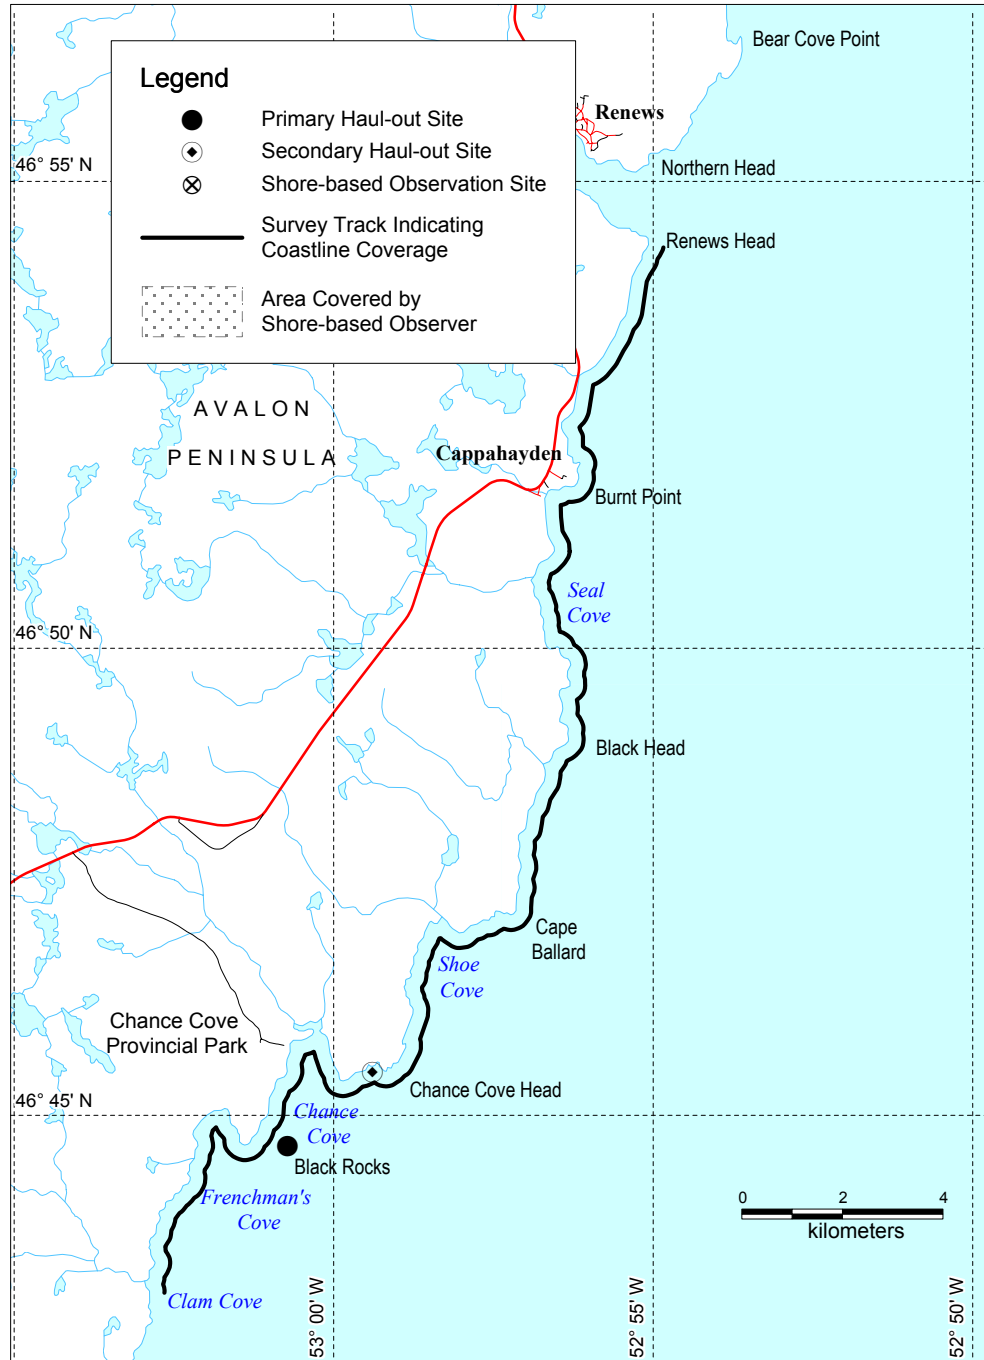 Bear Cove Point
Legend
Primary Haul-out Site
Secondary Haul-out Site
Shore-based Observation Site
Survey Track Indicating
Coastline Coverage
Area Covered by
Shore-based Observer
Renews
46° 55' N
Northern Head
Renews Head
AVALON
PENINSULA
Cappahayden
Burnt Point
Seal
Cove
46° 50' N
Black Head
Cape
Ballard
Shoe
Cove
Chance Cove
Provincial Park
Chance Cove Head
46° 45' N
Chance
Cove
Black Rocks
Frenchman's
Cove
0 2 4
kilometers
Clam Cove
53° 00' W
52° 55' W
52° 50' W